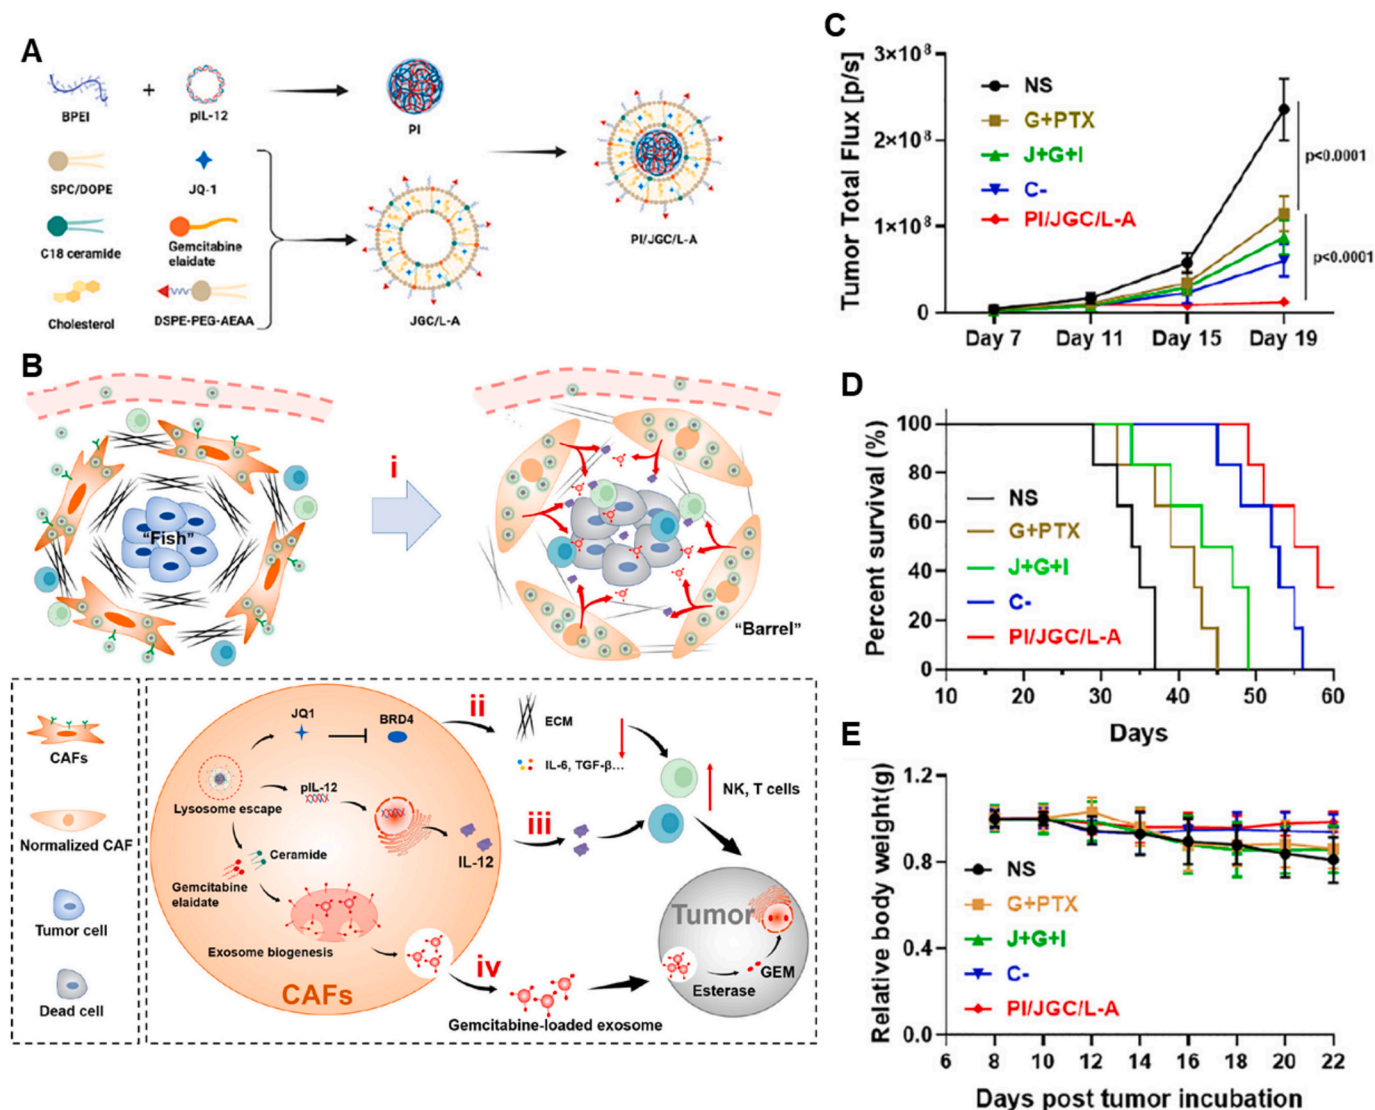 A
BPEI
+
pIL-12
PI
SPC/DOPE
JQ-1
C18 ceramide
Gemcitabine
elaidate
Cholesterol
DSPE-PEG-AEAA
JGC/L-A
PI/JGC/L-A
B
"Fish"
i
"Barrel"
CAFs
Normalized CAF
Tumor cell
Dead cell
JQ1
BRD4
Lysosome escape
pIL-12
IL-12
Ceramide
Gemcitabine
elaidate
Exosome biogenesis
CAFs
ii
ECM
IL-6, TGF-β...
NK, T cells
iii
iv
Gemcitabine-loaded exosome
Tumor
Esterase
GEM
C
Tumor Total Flux [p/s]
3×10⁸
2×10⁸
1×10⁸
0
NS
G+PTX
J+G+I
C-
PI/JGC/L-A
p<0.0001
p<0.0001
Day 7 Day 11 Day 15 Day 19
D
Percent survival (%)
100
80
60
40
20
0
NS
G+PTX
J+G+I
C-
PI/JGC/L-A
10 20 30 40 50 60
Days
E
Relative body weight(g)
1.2
0.8
0.4
0.0
NS
G+PTX
J+G+I
C-
PI/JGC/L-A
6 8 10 12 14 16 18 20 22
Days post tumor incubation